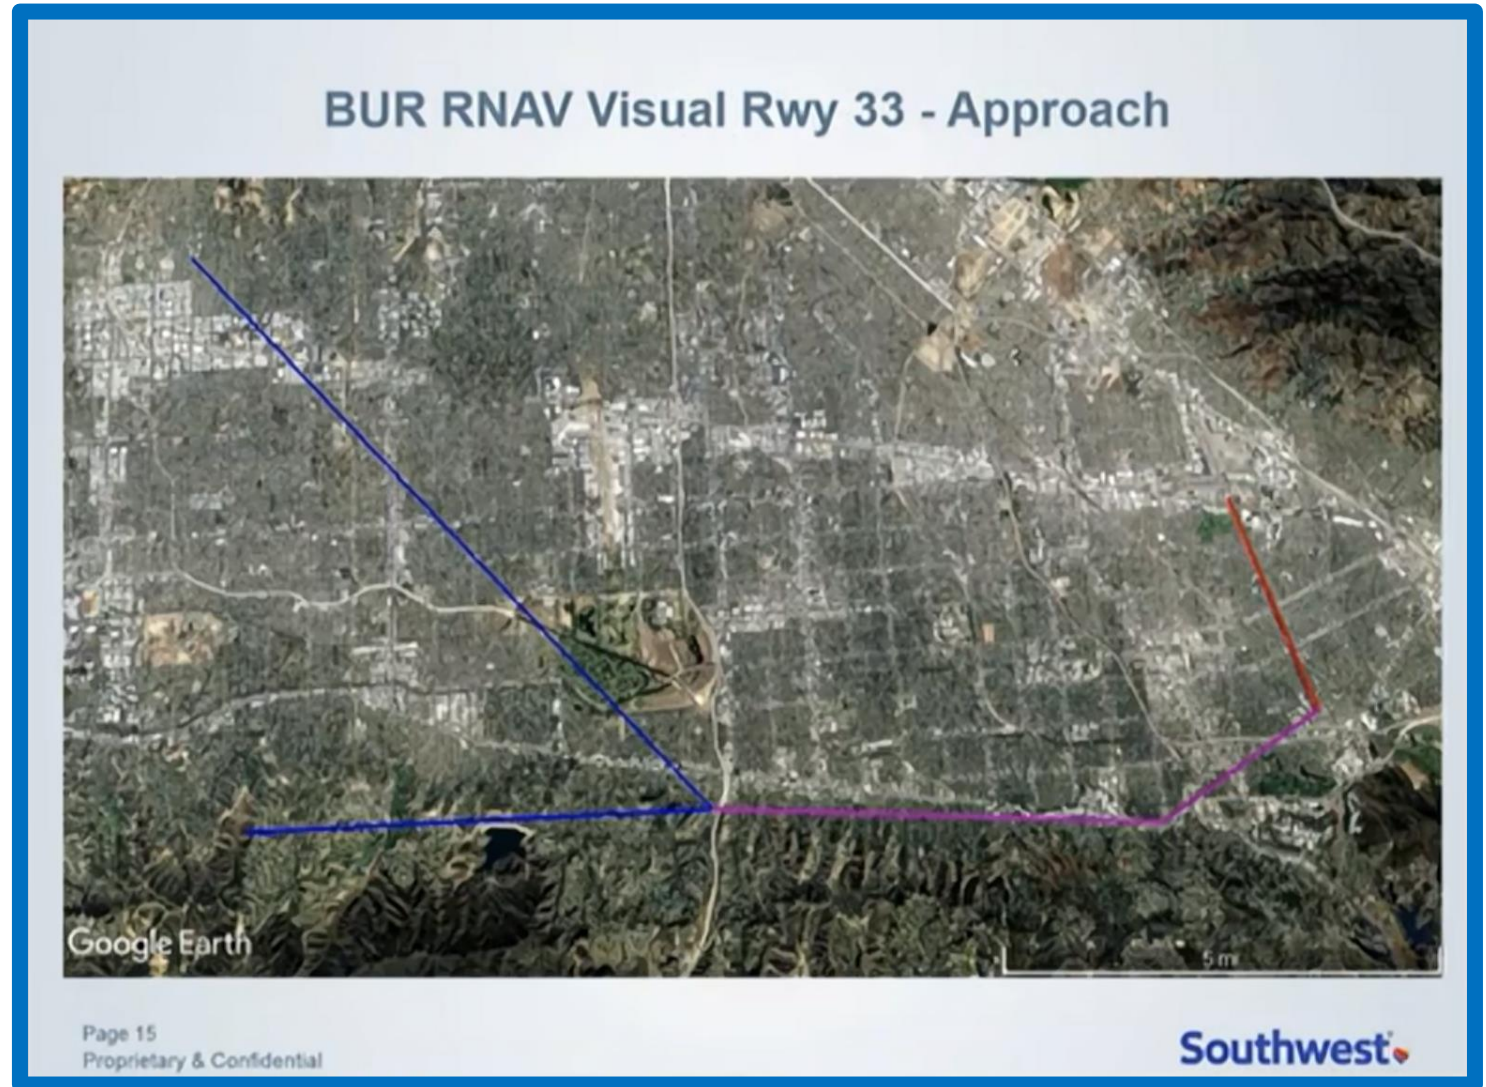 BUR RNAV Visual Rwy 33 - Approach
Google Earth
5 mi
Page 15
Proprietary & Confidential
Southwest